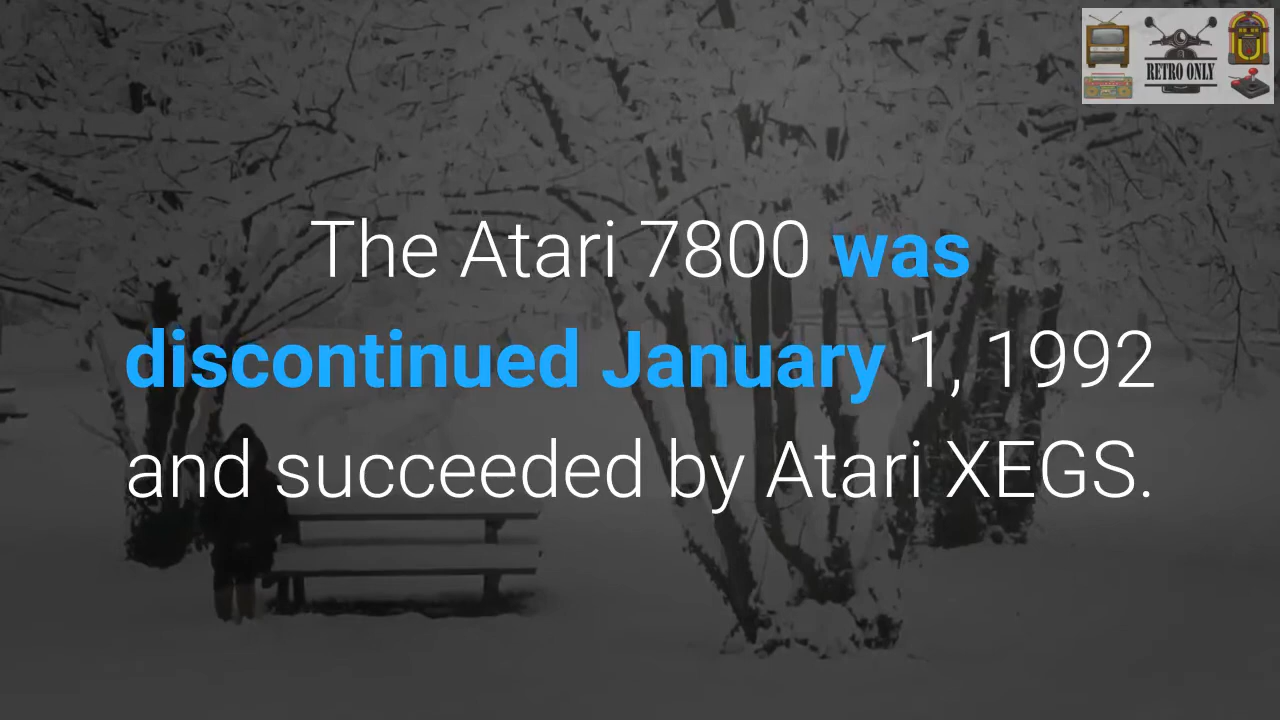 RETRO ONLY
The Atari 7800 was
discontinued January 1, 1992
and succeeded by Atari XEGS.